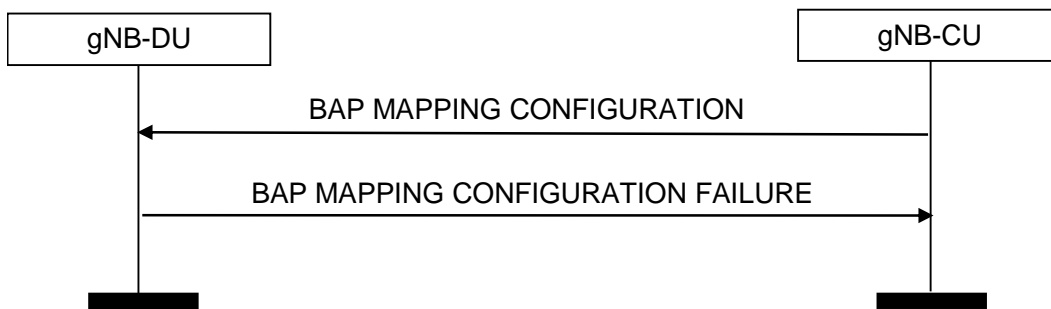 gNB-DU
gNB-CU
BAP MAPPING CONFIGURATION
BAP MAPPING CONFIGURATION FAILURE